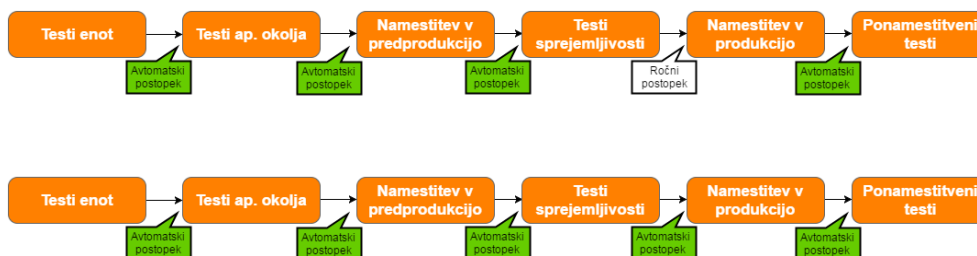 Testi enot
Testi ap. okolja
Namestitev v
predprodukcijo
Testi
sprejemljivosti
Namestitev v
produkcijo
Ponamestitveni
testi
Avtomatski
postopek
Avtomatski
postopek
Avtomatski
postopek
Ročni
postopek
Avtomatski
postopek
Testi enot
Testi ap. okolja
Namestitev v
predprodukcijo
Testi
sprejemljivosti
Namestitev v
produkcijo
Ponamestitveni
testi
Avtomatski
postopek
Avtomatski
postopek
Avtomatski
postopek
Avtomatski
postopek
Avtomatski
postopek